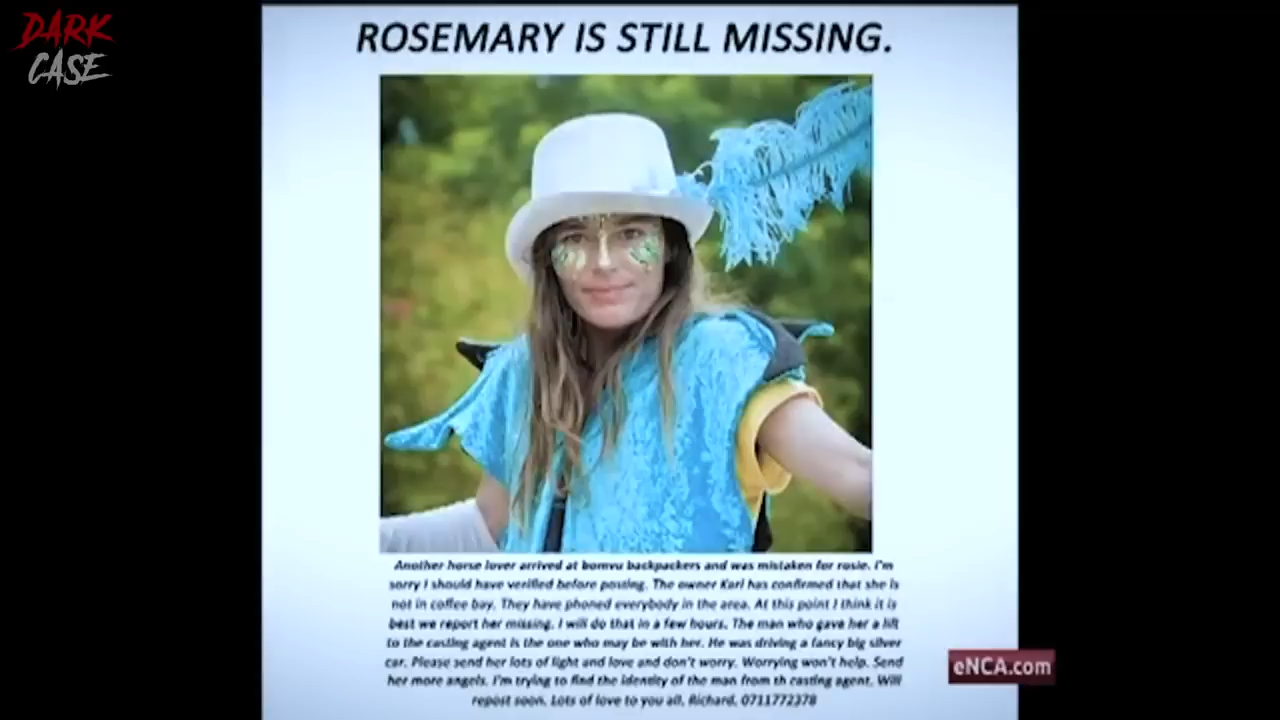 DARK
CASE
ROSEMARY IS STILL MISSING.
Another horse lover arrived at bomvu backpackers and was mistaken for rosie. I'm
sorry I should have verified before posting. The owner Karl has confirmed that she is
not in coffee bay. They have phoned everybody in the area. At this point I think it is
best we report her missing. I will do that in a few hours. The man who gave her a lift
to the casting agent is the one who may be with her. He was driving a fancy big silver
car. Please send her lots of light and love and don't worry. Worrying won't help. Send
her more angels. I'm trying to find the identity of the man from th casting agent. Will
repost soon. Lots of love to you all. Richard. 0711772378
eNCA.com